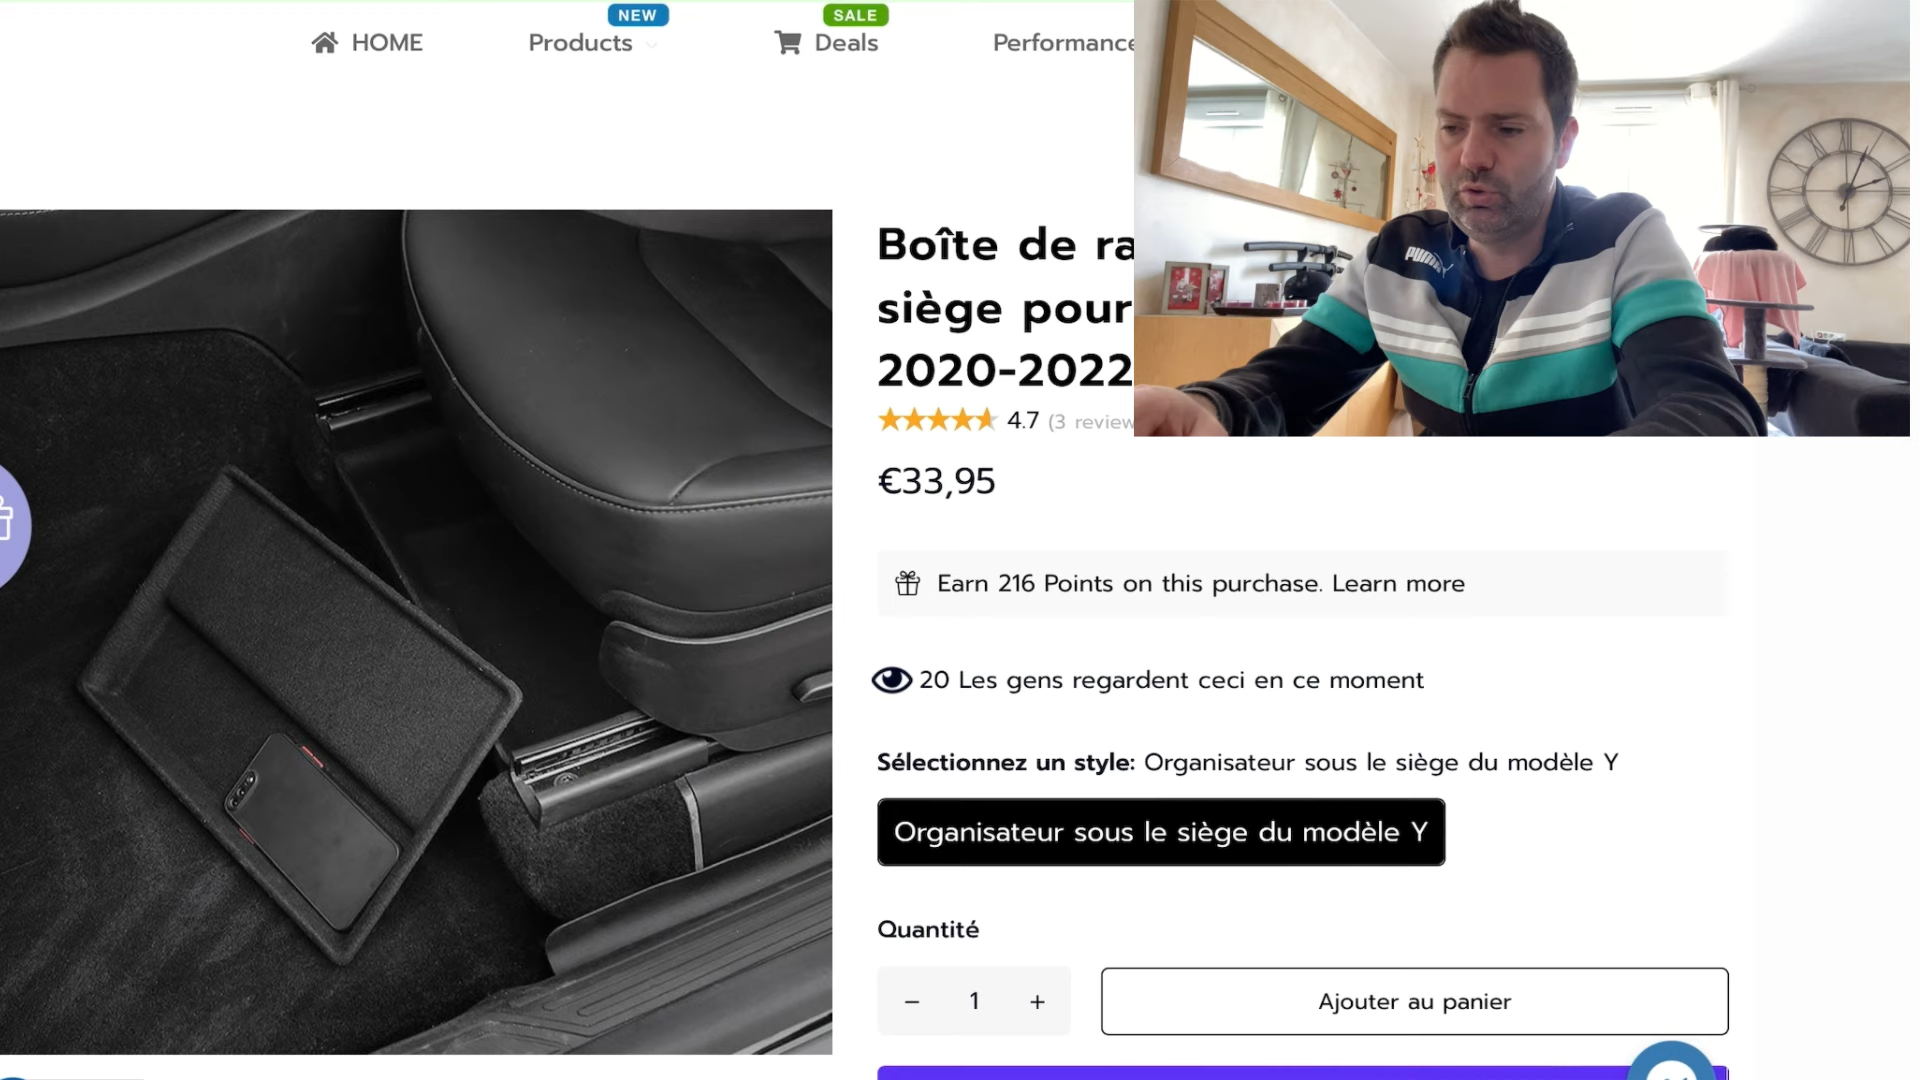 NEW
SALE
HOME
Products
Deals
Performance
Boîte de
siège pour
2020-2022
4.7 (3
€33,95
Earn 216 Points on this purchase. Learn more
20 Les gens regardent ceci en ce moment
Sélectionnez un style: Organisateur sous le siège du modèle Y
Organisateur sous le siège du modèle Y
Quantité
− 1 +
Ajouter au panier
PUMA